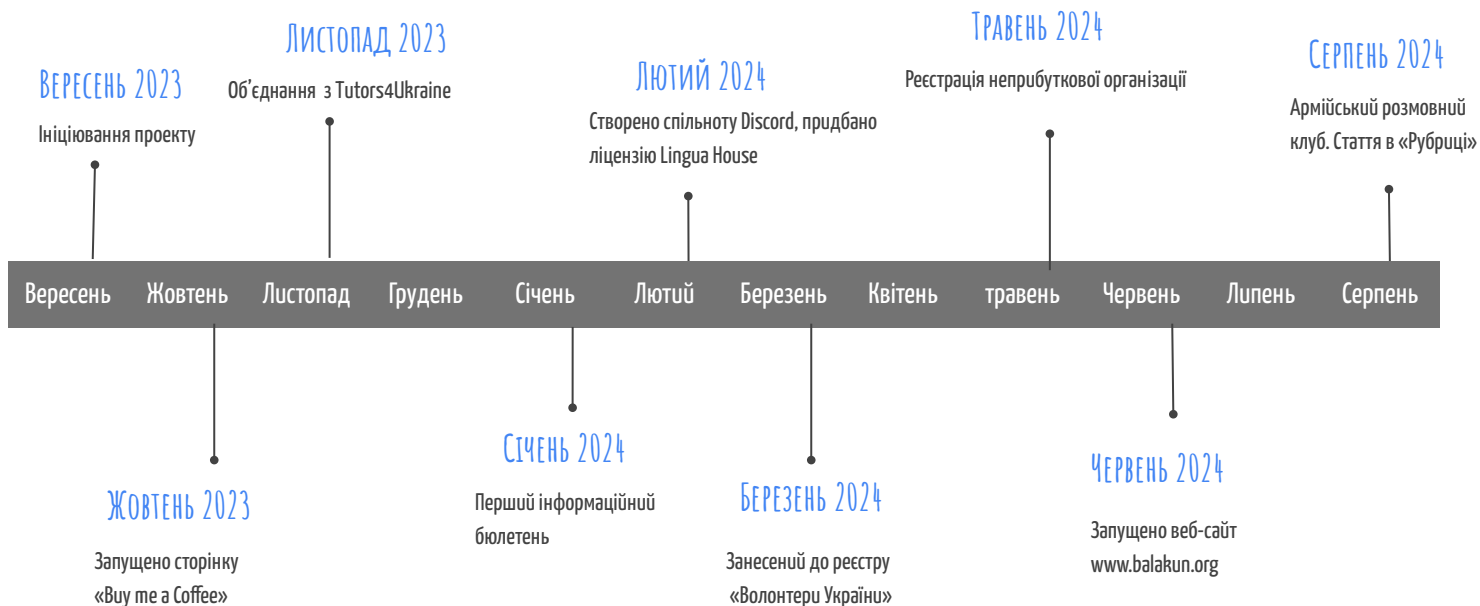 Вересень 2023
Ініціювання проекту
Листопад 2023
Об’єднання з Tutors4Ukraine
Лютий 2024
Створено спільноту Discord, придбано
ліцензію Lingua House
Травень 2024
Реєстрація неприбуткової організації
Серпень 2024
Армійський розмовний
клуб. Стаття в «Рубриці»
Вересень Жовтень Листопад Грудень Січень Лютий Березень Квітень травень Червень Липень Серпень
Жовтень 2023
Запущено сторінку
«Buy me a Coffee»
Січень 2024
Перший інформаційний
бюлетень
Березень 2024
Занесений до реєстру
«Волонтери України»
Червень 2024
Запущено веб-сайт
www.balakun.org